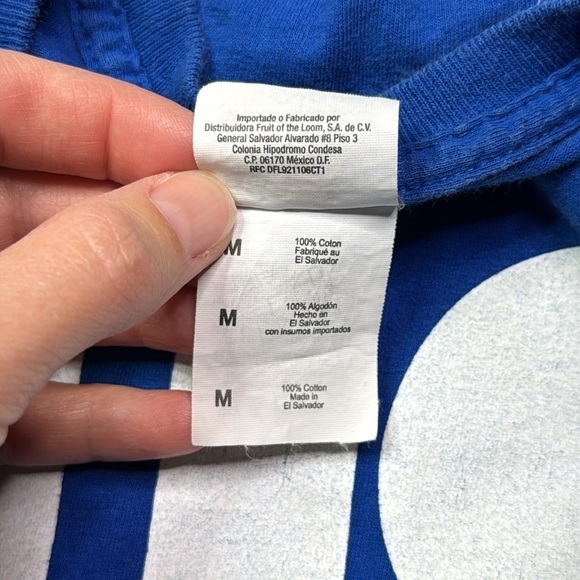 Importado o Fabricado por
Distribuidora Fruit of the Loom, S.A. de C.V.
General Salvador Alvarado #8 Piso 3
Colonia Hipodromo Condesa
C.P. 06170 México D.F.
RFC DFL921106CT1
M
100% Coton
Fabriqué au
El Salvador
M
100% Algodón
Hecho en
El Salvador
con insumos importados
M
100% Cotton
Made in
El Salvador